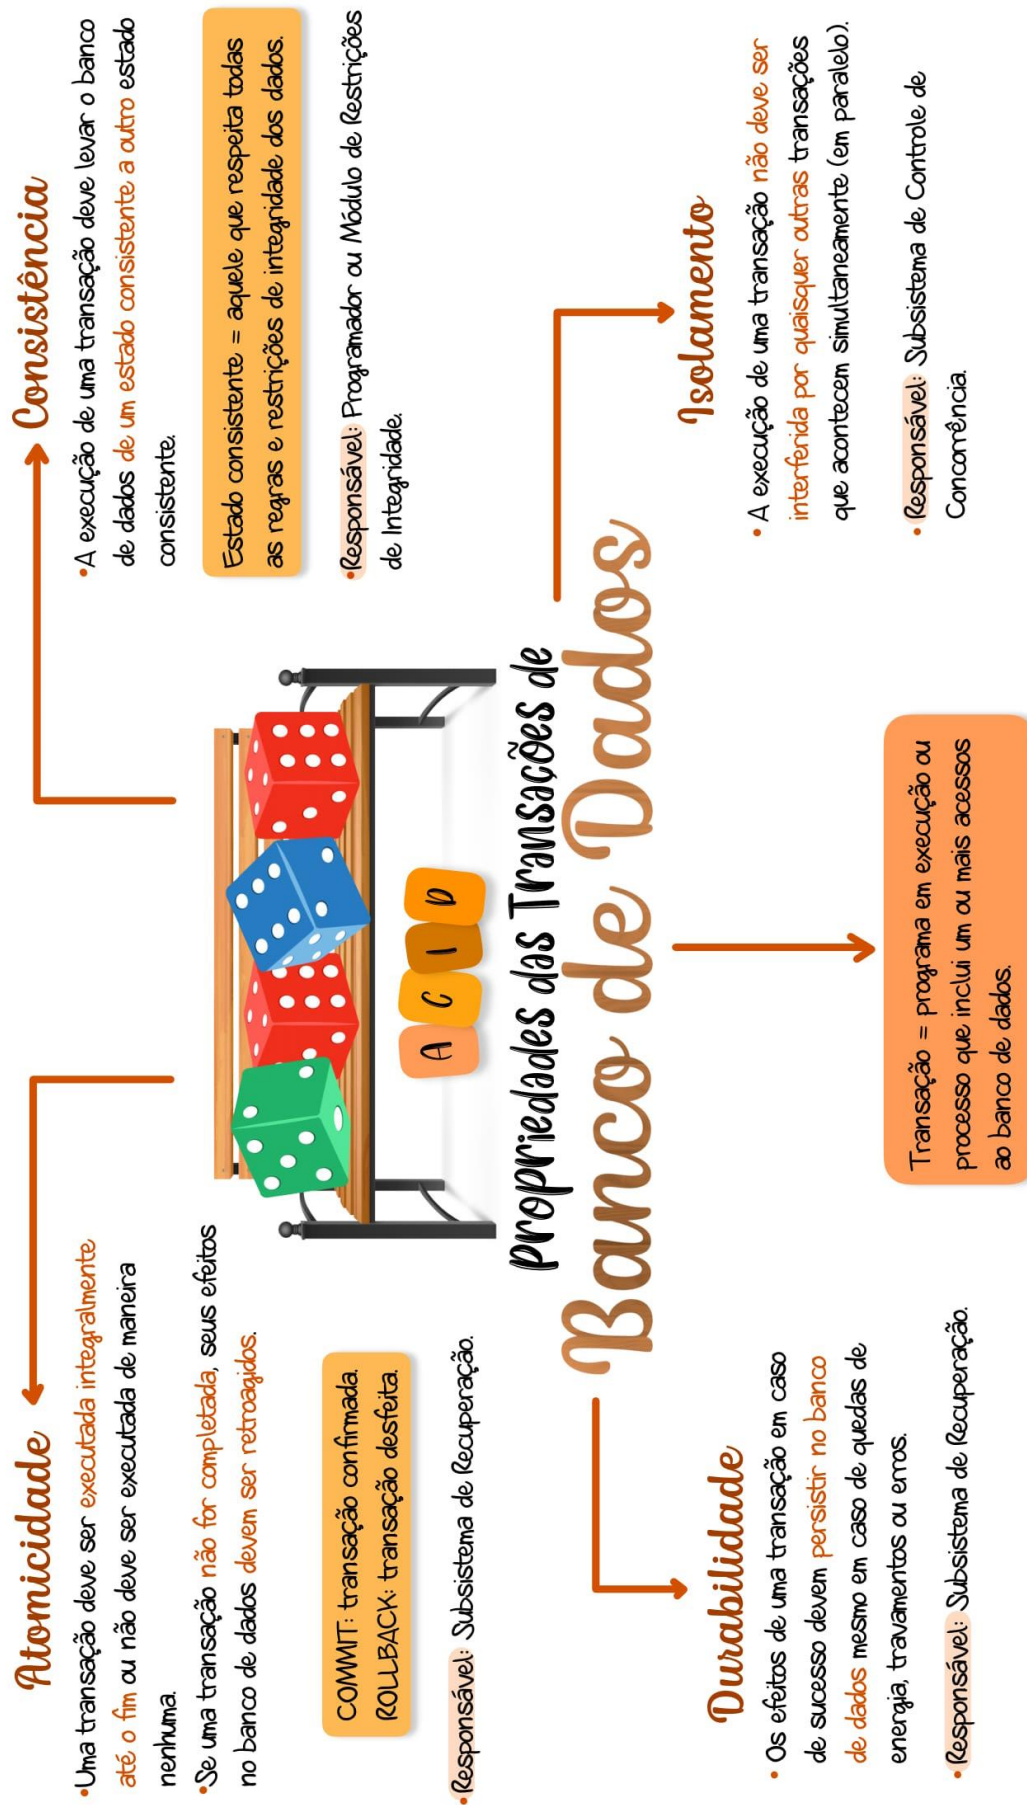 Atomicidade
•Uma transação deve ser executada integralmente
até o fim ou não deve ser executada de maneira
nenhuma.
•Se uma transação não for completada, seus efeitos
no banco de dados devem ser retroagidos.
COMMIT: transação confirmada.
ROLLBACK: transação desfeita.
•Responsável: Subsistema de Recuperação.
Consistência
•A execução de uma transação deve levar o banco
de dados de um estado consistente a outro estado
consistente.
Estado consistente = aquele que respeita todas
as regras e restrições de integridade dos dados.
•Responsável: Programador ou Módulo de Restrições
de Integridade.
A C I D
Propriedades das Transações de
Banco de Dados
Durabilidade
• Os efeitos de uma transação em caso
de sucesso devem persistir no banco
de dados mesmo em caso de quedas de
energia, travamentos ou erros.
• Responsável: Subsistema de Recuperação.
Transação = programa em execução ou
processo que inclui um ou mais acessos
ao banco de dados.
Isolamento
• A execução de uma transação não deve ser
interferida por quaisquer outras transações
que acontecem simultaneamente (em paralelo).
• Responsável: Subsistema de Controle de
Concorrência.